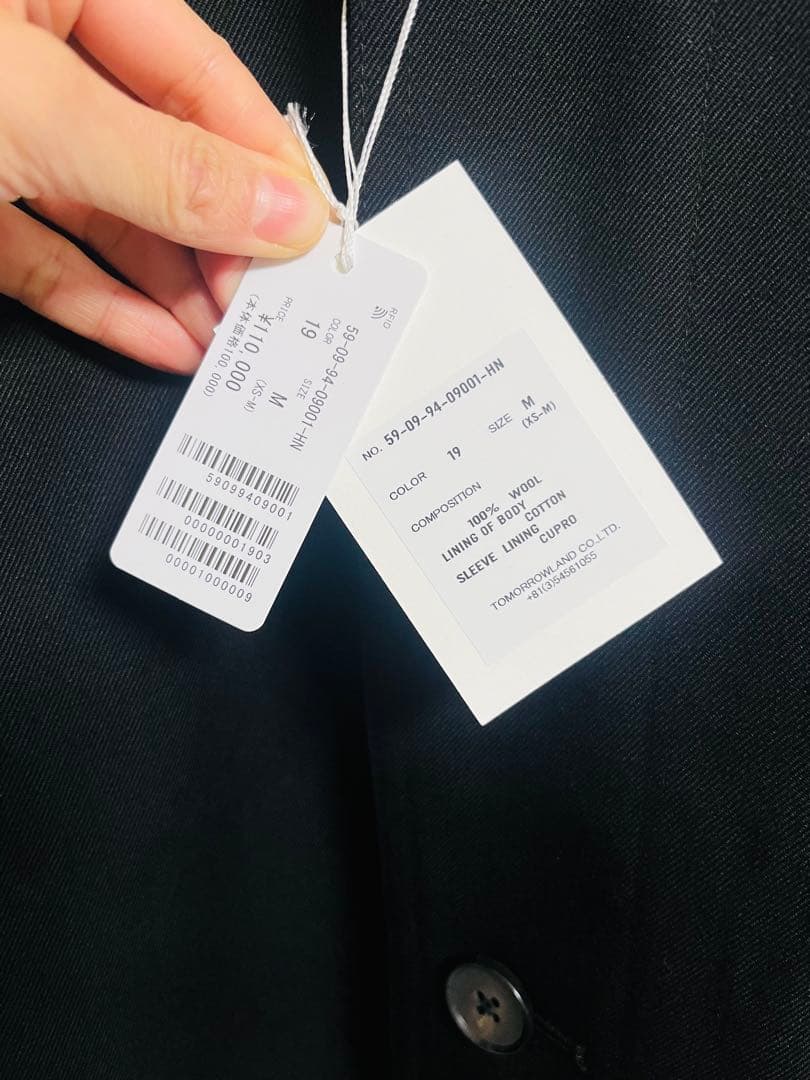 RFID
59-09-94-09001-HN
COLOR SIZE
19 M
(XS-M)
PRICE
¥110,000
(本体価格100,000)
59099409001
00000001903
00001000009
NO. 59-09-94-09001-HN
COLOR 19 SIZE M
(XS-M)
COMPOSITION
100% WOOL
LINING OF BODY
COTTON
SLEEVE LINING
CUPRO
TOMORROWLAND CO.,LTD.
+81(3)54561055